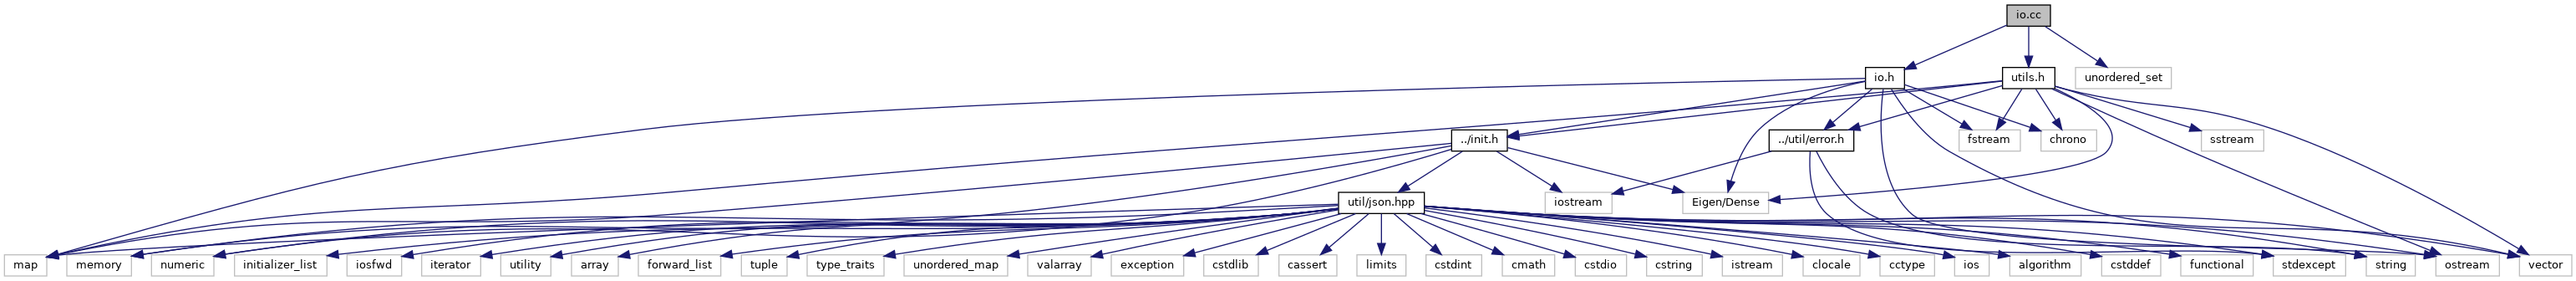 io.cc
io.h
utils.h
unordered_set
../init.h
../util/error.h
fstream
chrono
sstream
util/json.hpp
iostream
Eigen/Dense
map
memory
numeric
initializer_list
iosfwd
iterator
utility
array
forward_list
tuple
type_traits
unordered_map
valarray
exception
cstdlib
cassert
limits
cstdint
cmath
cstdio
cstring
istream
clocale
cctype
ios
algorithm
cstddef
functional
stdexcept
string
ostream
vector